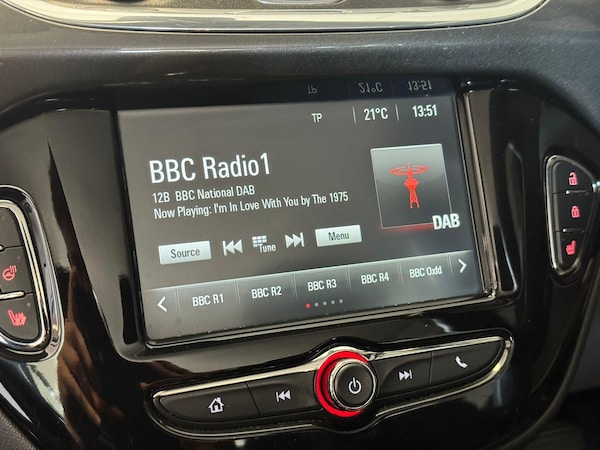 TP 21°C 13:51
BBC Radio1
12B BBC National DAB
Now Playing: I'm In Love With You by The 1975
DAB
Source Tune Menu
BBC R1 BBC R2 BBC R3 BBC R4 BBC Oxfd